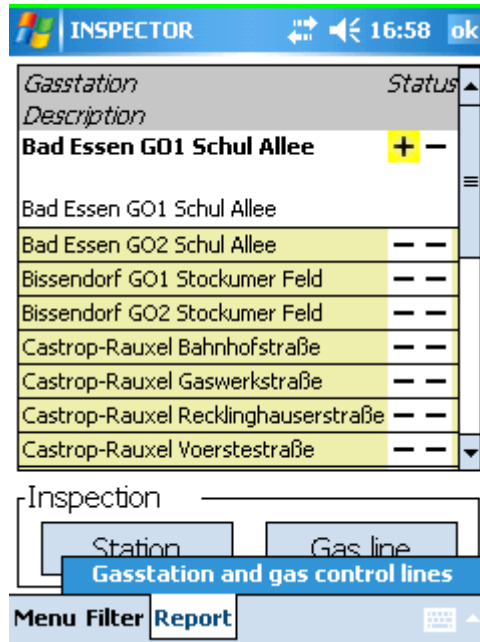 INSPECTOR 16:58 ok
Gasstation Status
Description
Bad Essen GO1 Schul Allee + –
Bad Essen GO1 Schul Allee
Bad Essen GO2 Schul Allee – –
Bissendorf GO1 Stockumer Feld – –
Bissendorf GO2 Stockumer Feld – –
Castrop-Rauxel Bahnhofstraße – –
Castrop-Rauxel Gaswerkstraße – –
Castrop-Rauxel Recklinghauserstraße – –
Castrop-Rauxel Voerstestraße – –
Inspection
Station Gas line
Gasstation and gas control lines
Menu Filter Report